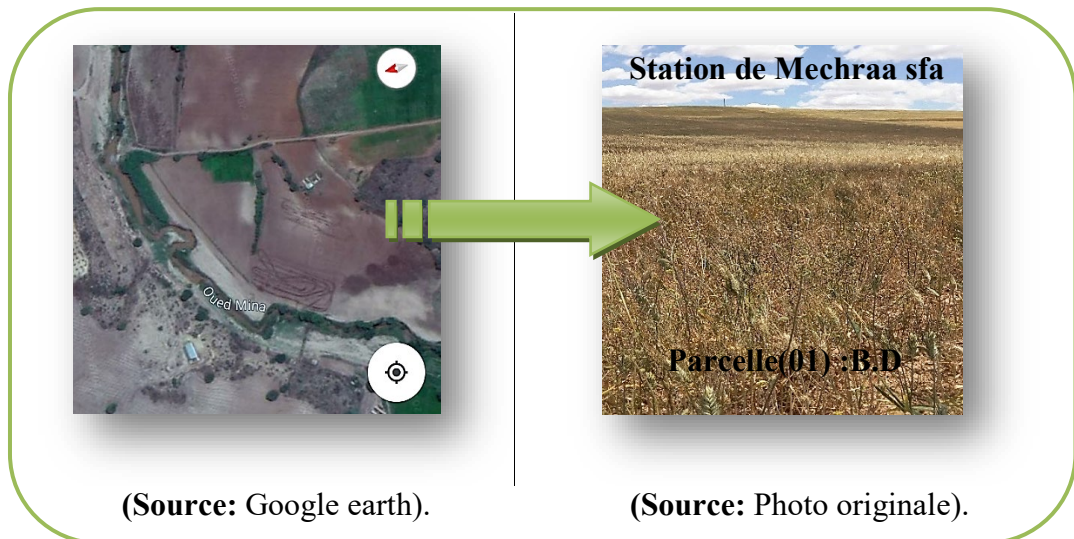 Station de Mechraa sfa
Oued Mina
Parcelle(01) :B.D
(Source: Google earth).
(Source: Photo originale).